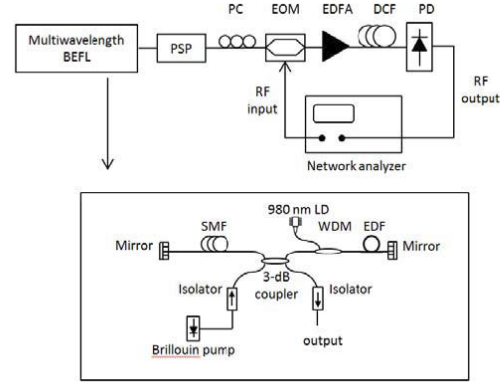 PC EOM EDFA DCF PD
Multiwavelength
BEFL
PSP
RF
input
RF
output
Network analyzer
980 nm LD
SMF
WDM EDF
Mirror
Mirror
3-dB
coupler
Isolator
Isolator
Brillouin pump
output